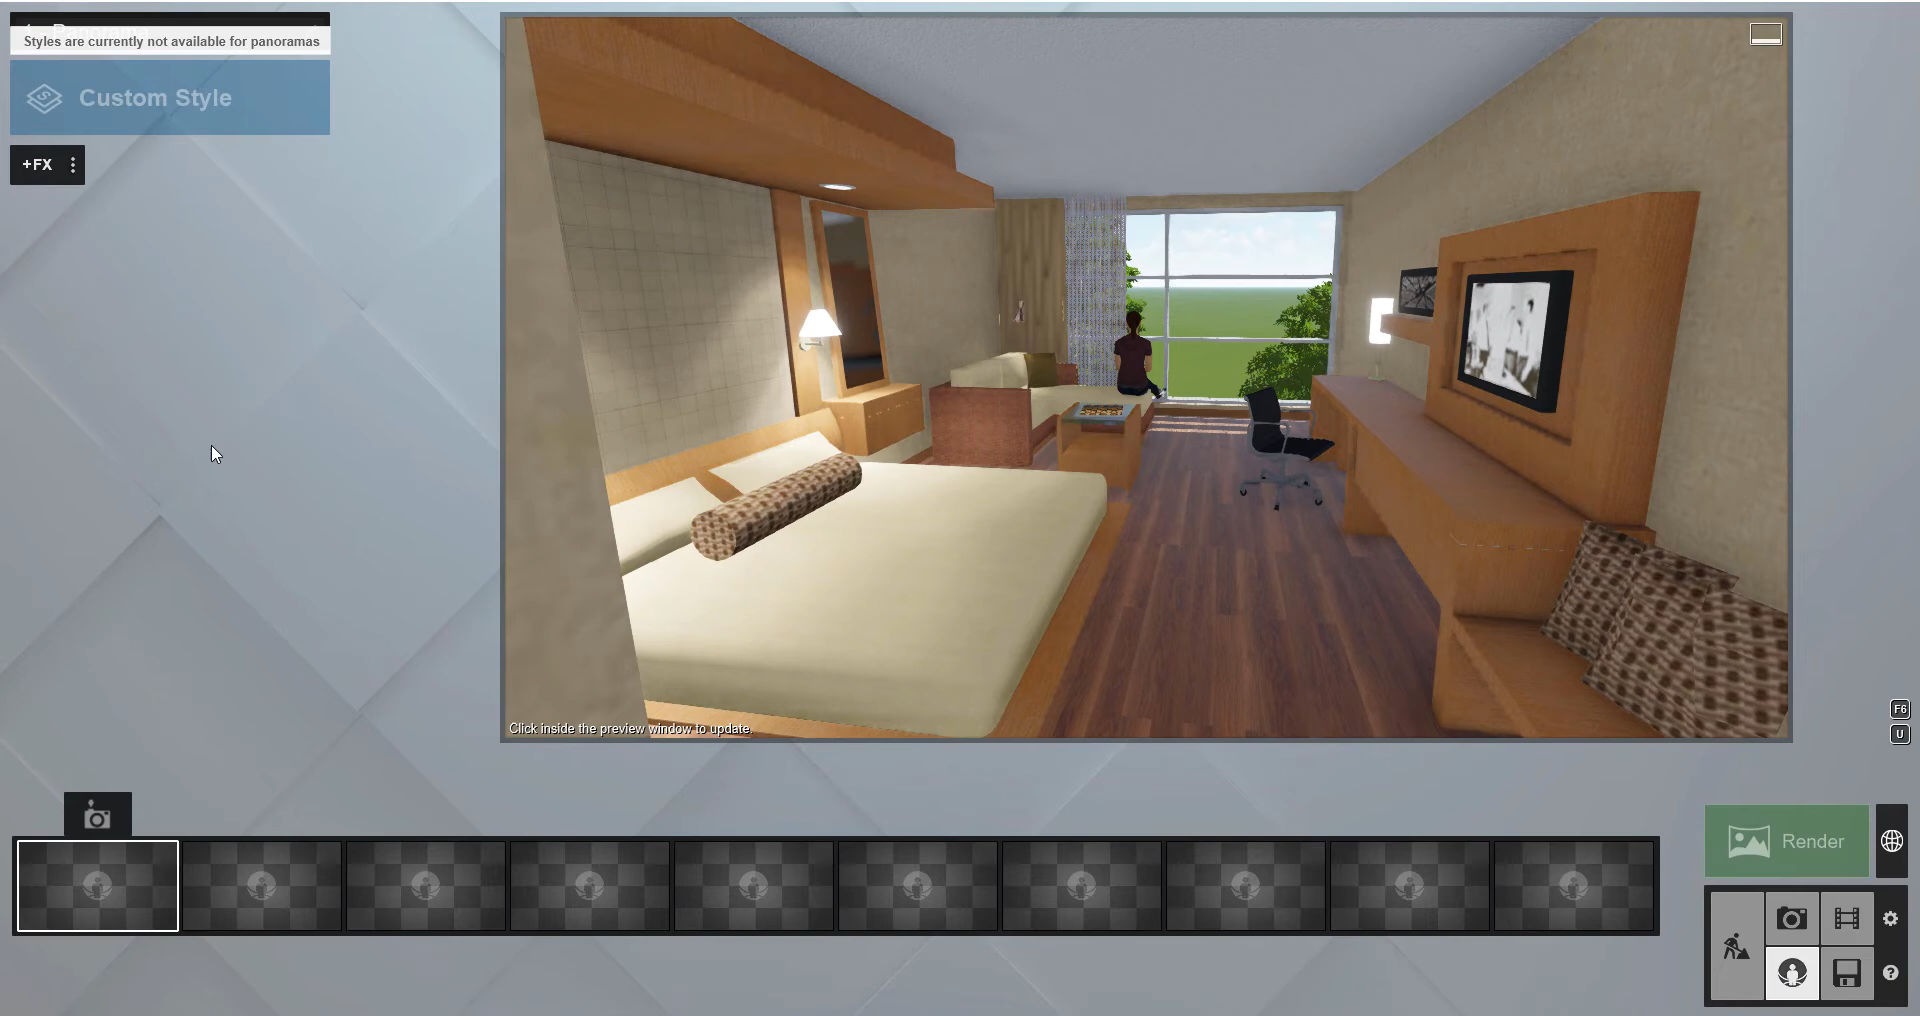 Styles are currently not available for panoramas
Custom Style
+FX
Click inside the preview window to update.
F6
U
Render
?